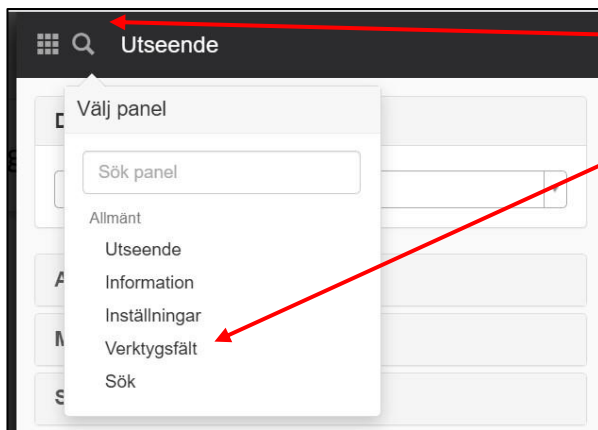 Utseende
Välj panel
Sök panel
Allmänt
Utseende
Information
Inställningar
Verktygsfält
Sök